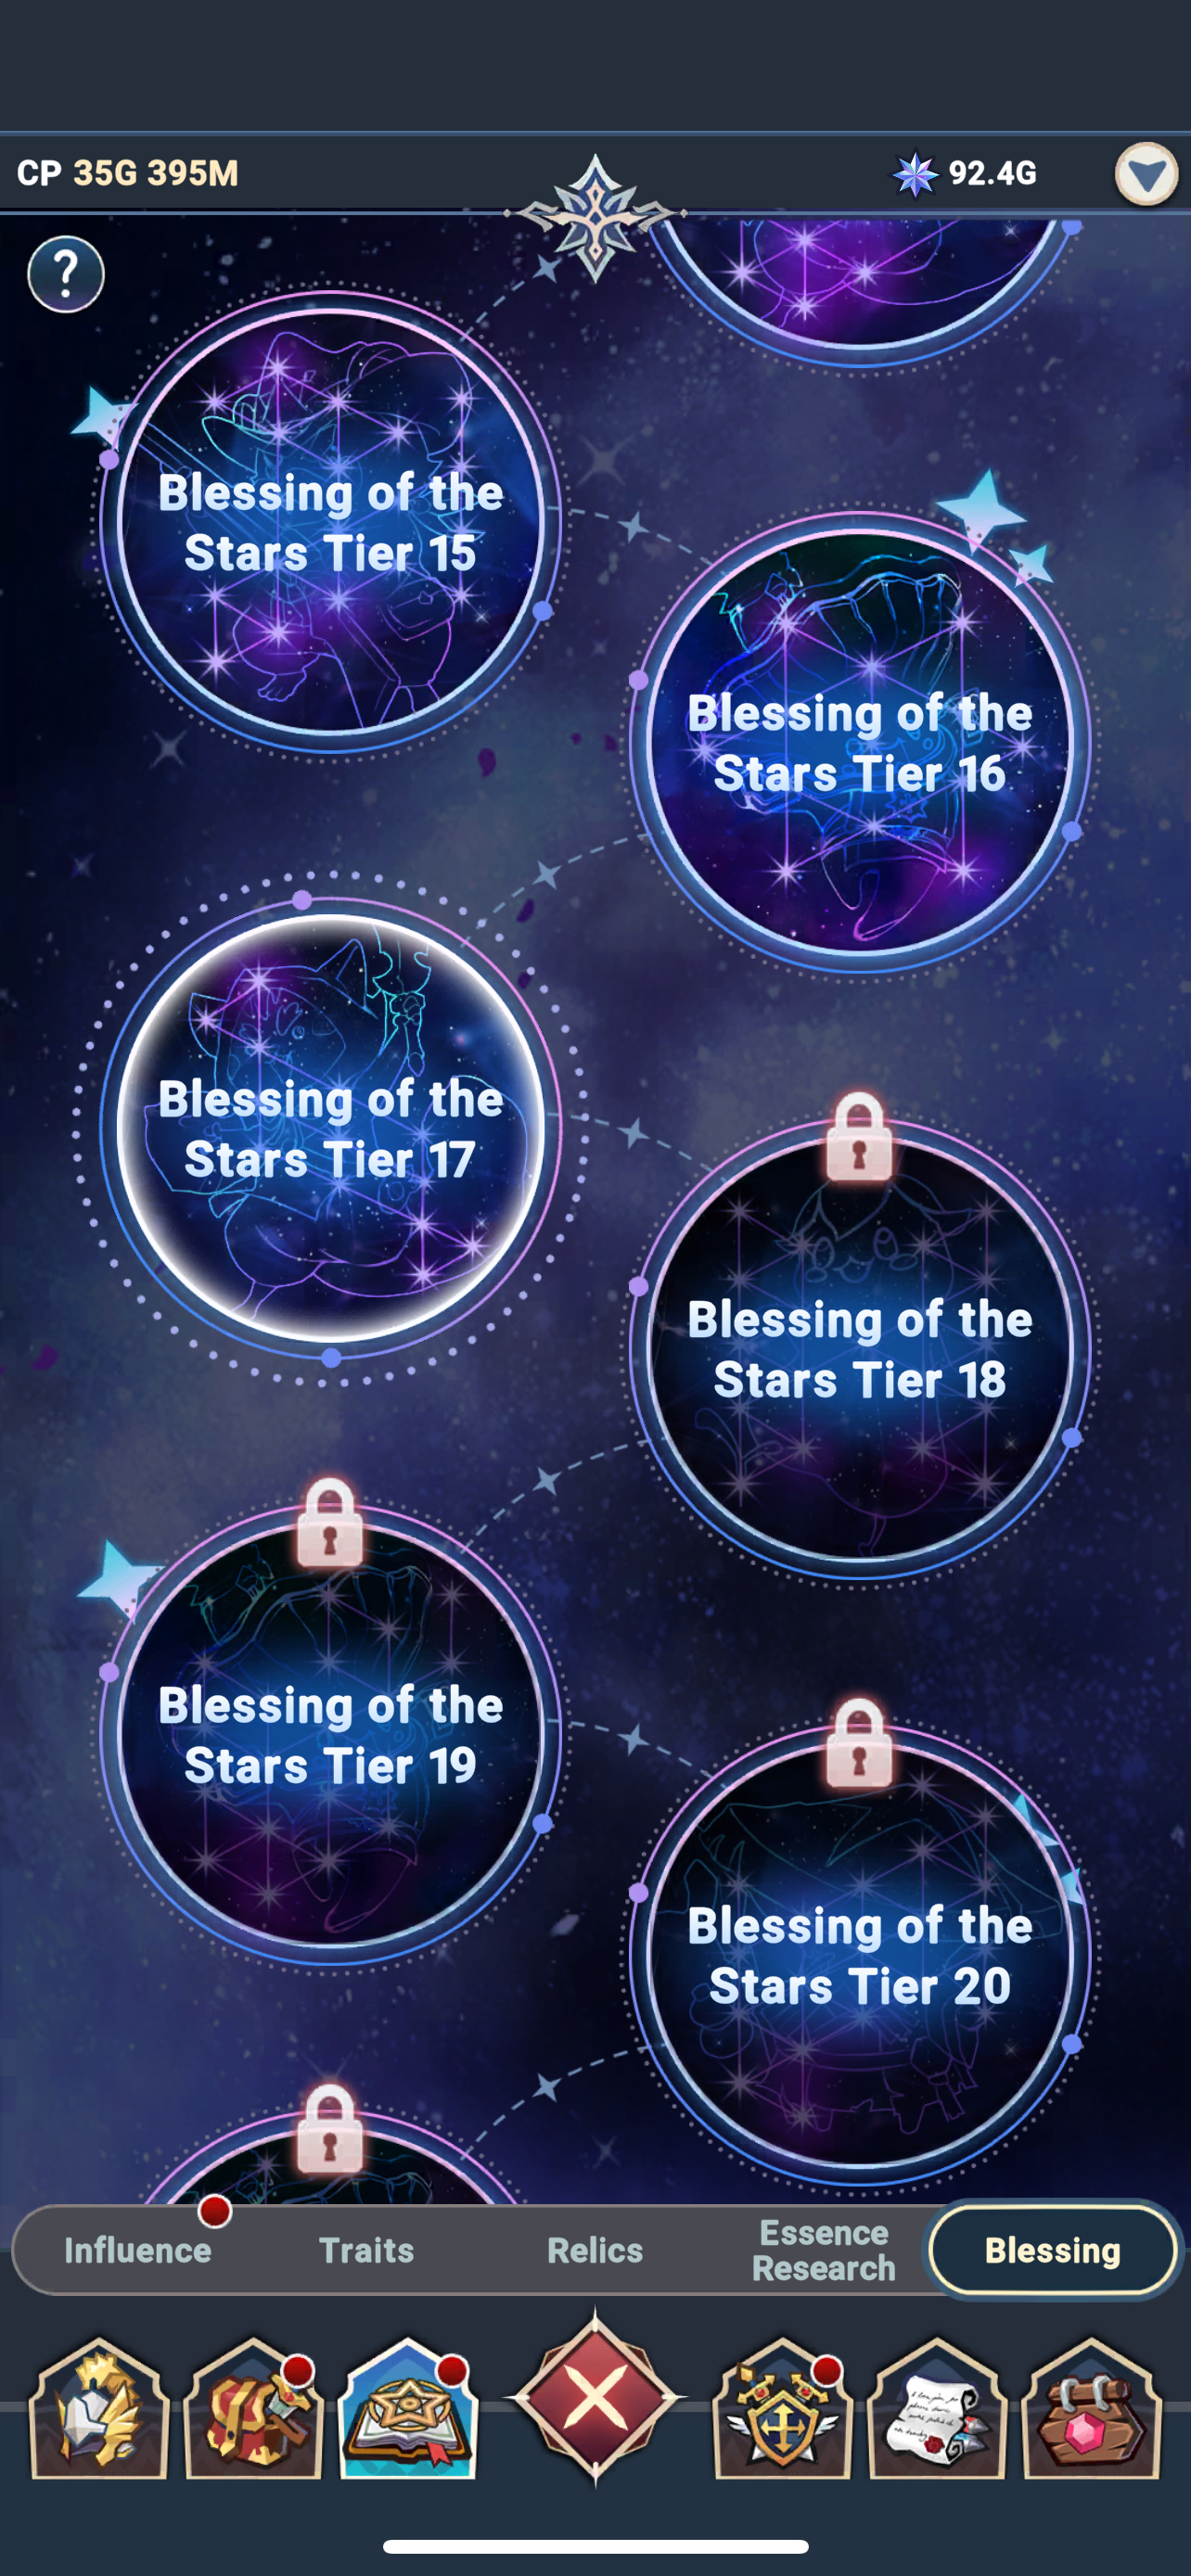 CP 35G 395M
92.4G
?
Blessing of the
Stars Tier 15
Blessing of the
Stars Tier 16
Blessing of the
Stars Tier 17
Blessing of the
Stars Tier 18
Blessing of the
Stars Tier 19
Blessing of the
Stars Tier 20
Influence
Traits
Relics
Essence
Research
Blessing